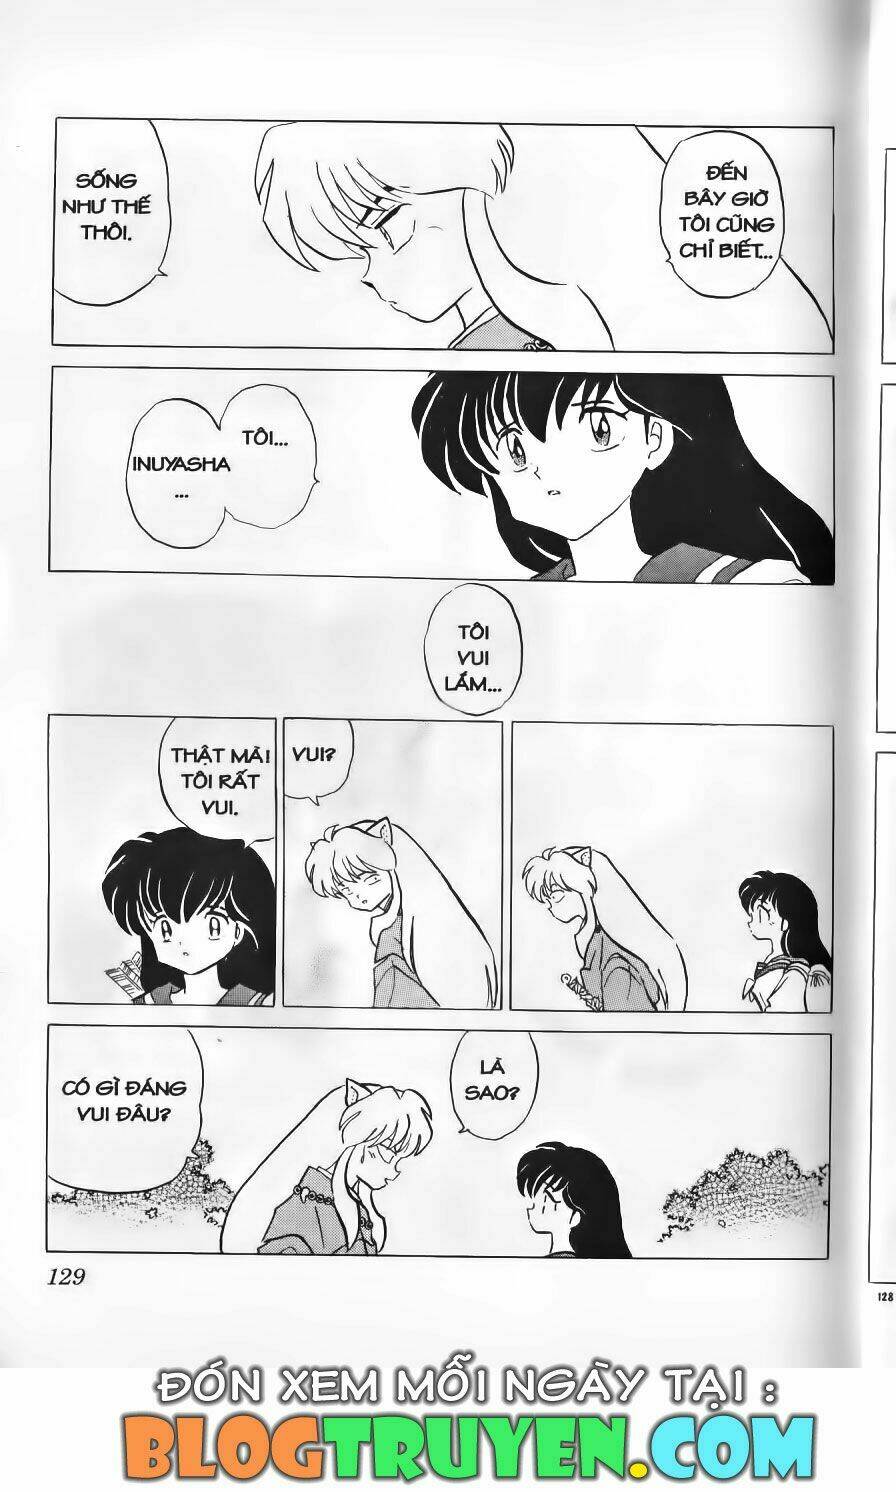 ĐẾN
BÂY GIỜ
TÔI CŨNG
CHỈ BIẾT...
SỐNG
NHƯ THẾ
THÔI.
TÔI...
INUYASHA
...
TÔI
VUI
LẮM...
VUI?
THẬT MÀ!
TÔI RẤT
VUI.
LÀ
SAO?
CÓ GÌ ĐÁNG
VUI ĐÂU?
129
128
ĐÓN XEM MỖI NGÀY TẠI :
BLOGTRUYEN.COM